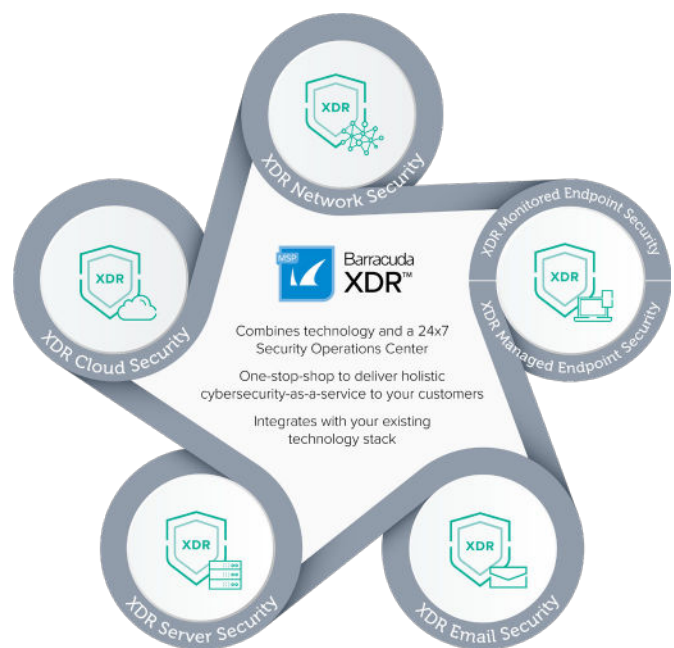 XDR
XDR Network Security
XDR Monitored Endpoint Security
XDR
XDR Managed Endpoint Security
XDR
XDR Cloud Security
MSP
Barracuda
XDR™
Combines technology and a 24x7
Security Operations Center
One-stop-shop to deliver holistic
cybersecurity-as-a-service to your customers
Integrates with your existing
technology stack
XDR
XDR Server Security
XDR
XDR Email Security